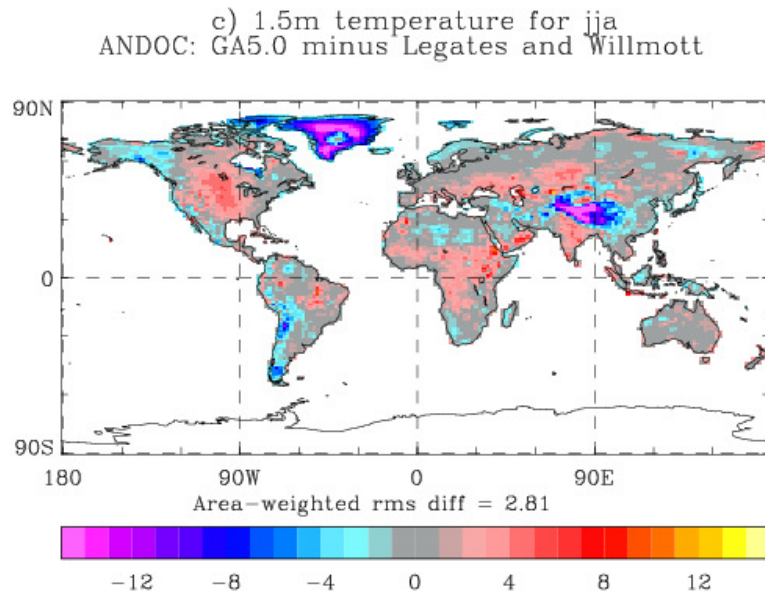 c) 1.5m temperature for jja
ANDOC: GA5.0 minus Legates and Willmott
90N
0
90S
180 90W 0 90E
Area-weighted rms diff = 2.81
-12 -8 -4 0 4 8 12